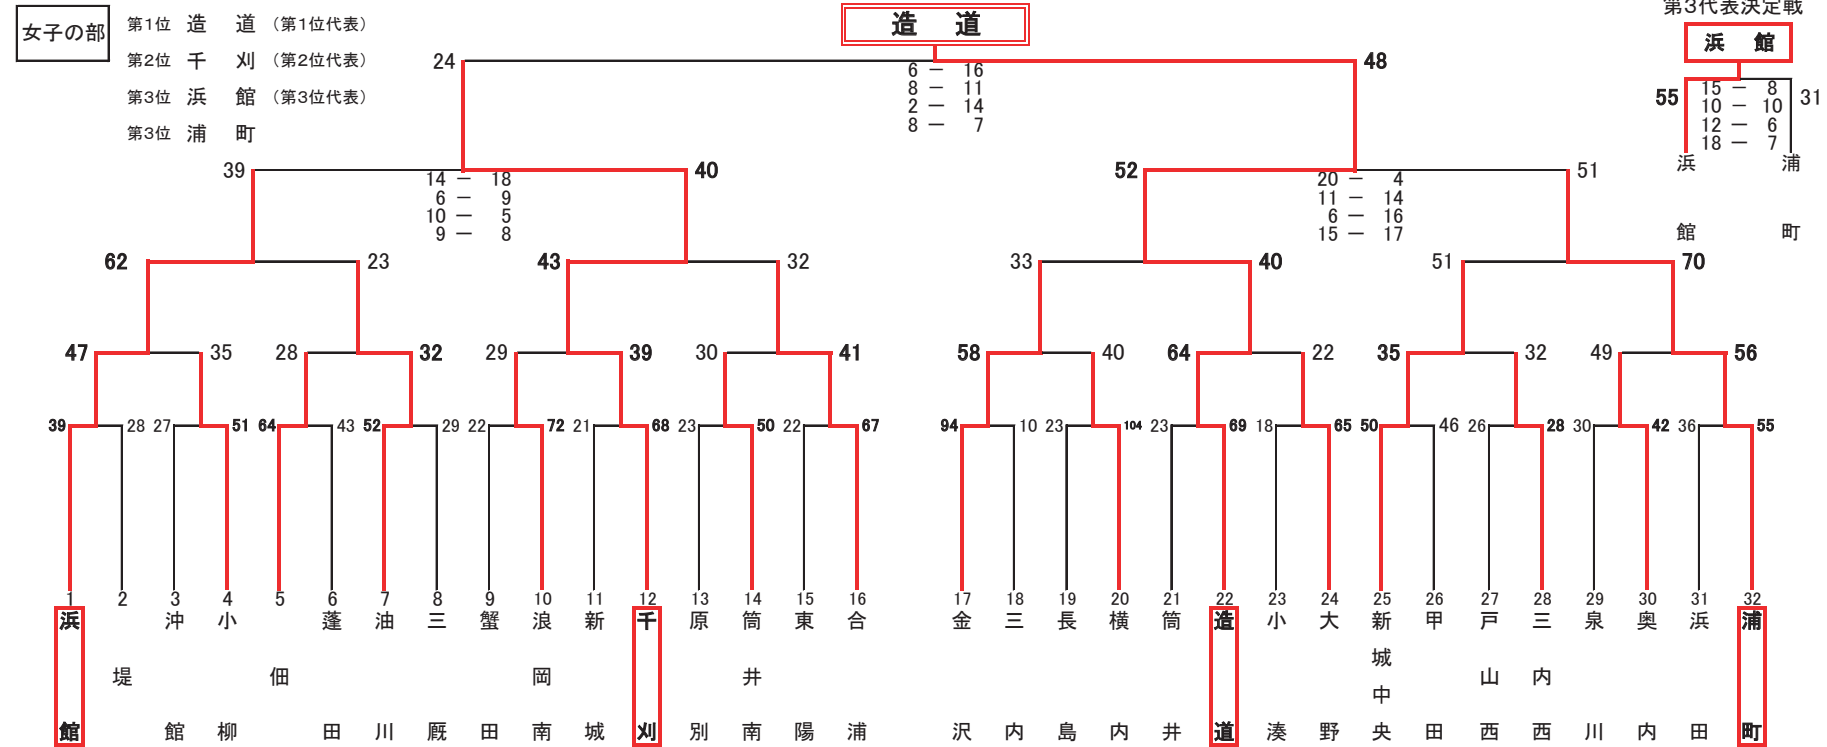 女子の部
第1位 造 道 (第1位代表)
第2位 千 刈 (第2位代表)
第3位 浜 館 (第3位代表)
第3位 浦 町
造 道
第3代表決定戦
浜 館
24 48
6 － 16
8 － 11
2 － 14
8 － 7
55 31
15 － 8
10 － 10
12 － 6
18 － 7
浜館 浦町
39 40 52 51
14 － 18
6 － 9
10 － 5
9 － 8
20 － 4
11 － 14
6 － 16
15 － 17
62 23 43 32 33 40 51 70
47 35 28 32 29 39 30 41 58 40 64 22 35 32 49 56
39 28 27 51 64 43 52 29 22 72 21 68 23 50 22 67 94 10 23 104 23 69 18 65 50 46 26 28 30 42 36 55
1 2 3 4 5 6 7 8 9 10 11 12 13 14 15 16 17 18 19 20 21 22 23 24 25 26 27 28 29 30 31 32
浜館 堤 沖館 小柳 佃 蓬田 油川 三厩 蟹田 浪岡南 新城 千刈 原別 筒井南 東陽 合浦 金沢 三内 長島 横内 筒井 造道 小湊 大野 新城中央 甲田 戸山西 三内西 泉川 奥内 浜田 浦町